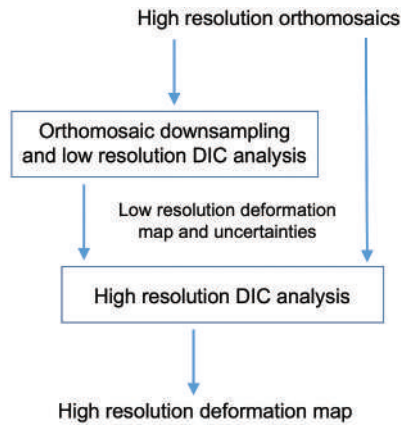 High resolution orthomosaics
Orthomosaic downsampling
and low resolution DIC analysis
Low resolution deformation
map and uncertainties
High resolution DIC analysis
High resolution deformation map